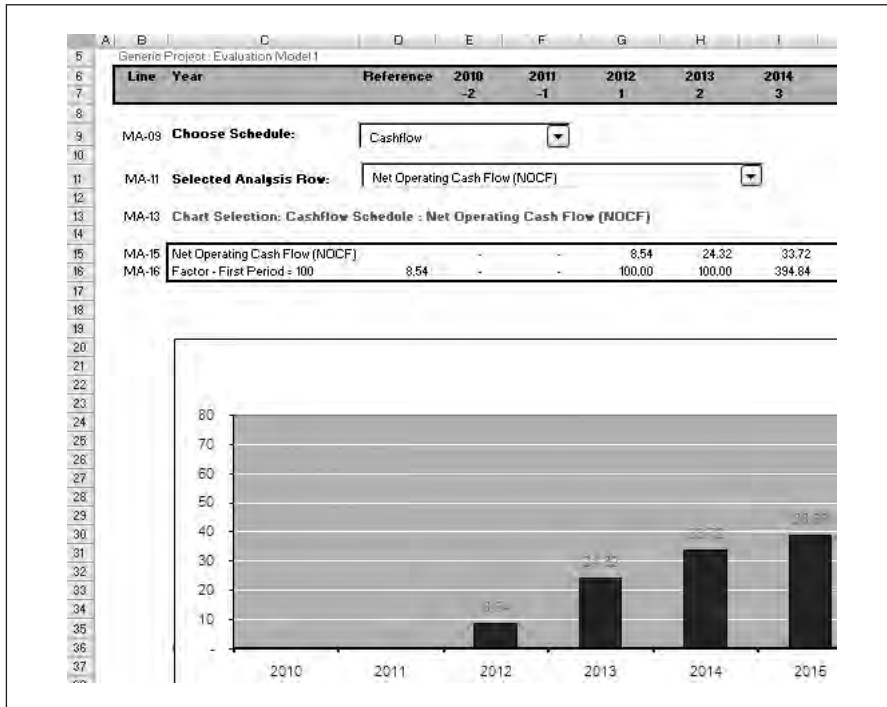 A B C D E F G H I
5 Generic Project: Evaluation Model 1
6 Line Year Reference 2010 2011 2012 2013 2014
7 -2 -1 1 2 3
8
9 MA-09 Choose Schedule: Cashflow
10
11 MA-11 Selected Analysis Row: Net Operating Cash Flow (NOCF)
12
13 MA-13 Chart Selection: Cashflow Schedule : Net Operating Cash Flow (NOCF)
14
15 MA-15 Net Operating Cash Flow (NOCF) - - 8.54 24.32 33.72
16 MA-16 Factor - First Period = 100 8.54 - - 100.00 100.00 394.84
17
18
19
20
21
22
23
24 80
25 70
26
27 60
28
29 50
30 40
31
32 30
33 20
34 10
35
36 -
37 2010 2011 2012 2013 2014 2015